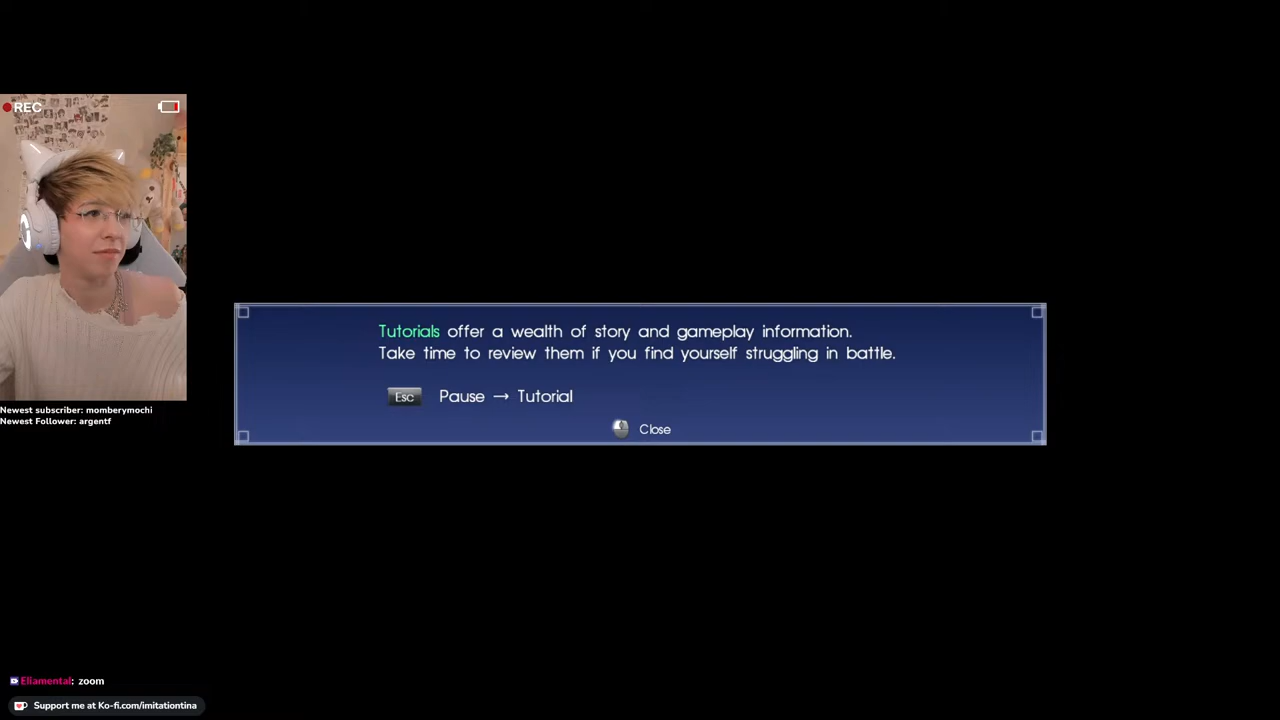 REC
Tutorials offer a wealth of story and gameplay information.
Take time to review them if you find yourself struggling in battle.
Esc Pause → Tutorial
Close
Newest subscriber: momberymochi
Newest Follower: argentf
Eliamental: zoom
Support me at Ko-fi.com/imitationtina